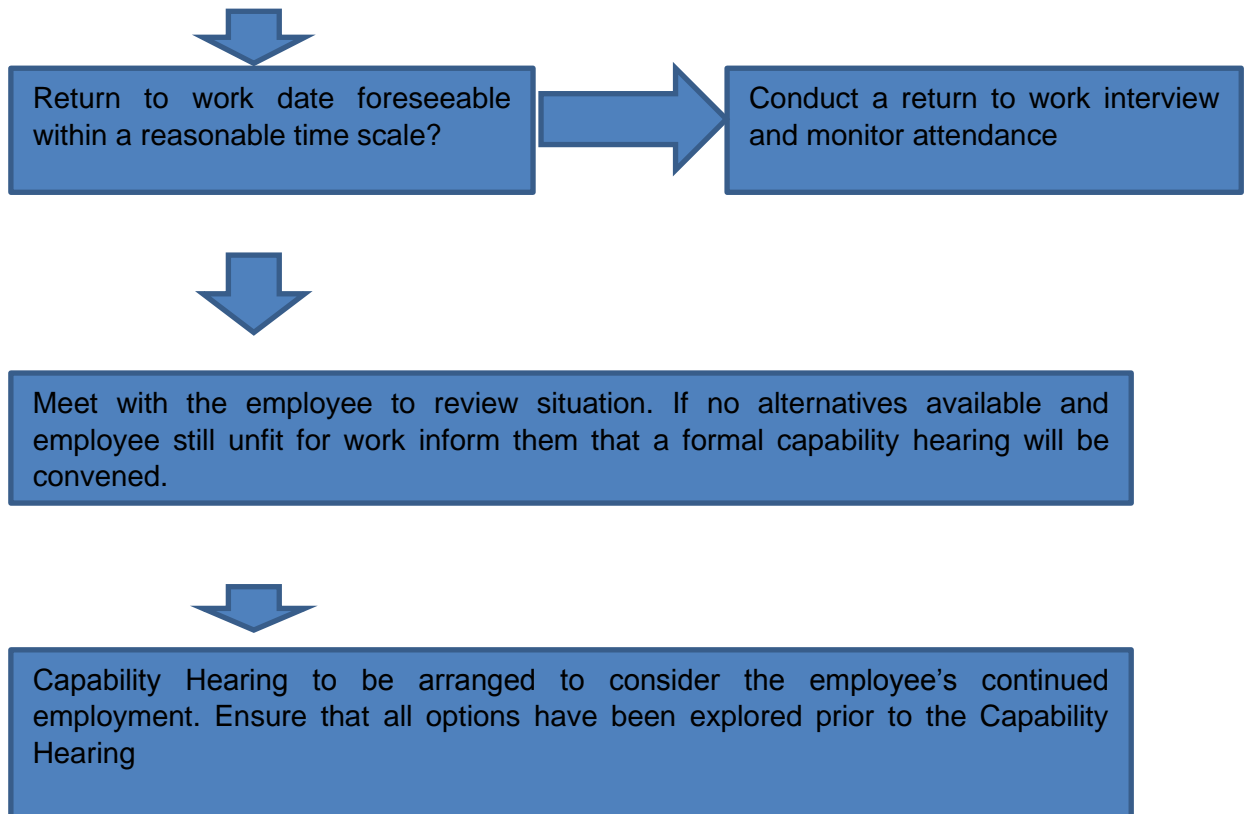 Return to work date foreseeable
within a reasonable time scale?
Conduct a return to work interview
and monitor attendance
Meet with the employee to review situation. If no alternatives available and
employee still unfit for work inform them that a formal capability hearing will be
convened.
Capability Hearing to be arranged to consider the employee’s continued
employment. Ensure that all options have been explored prior to the Capability
Hearing